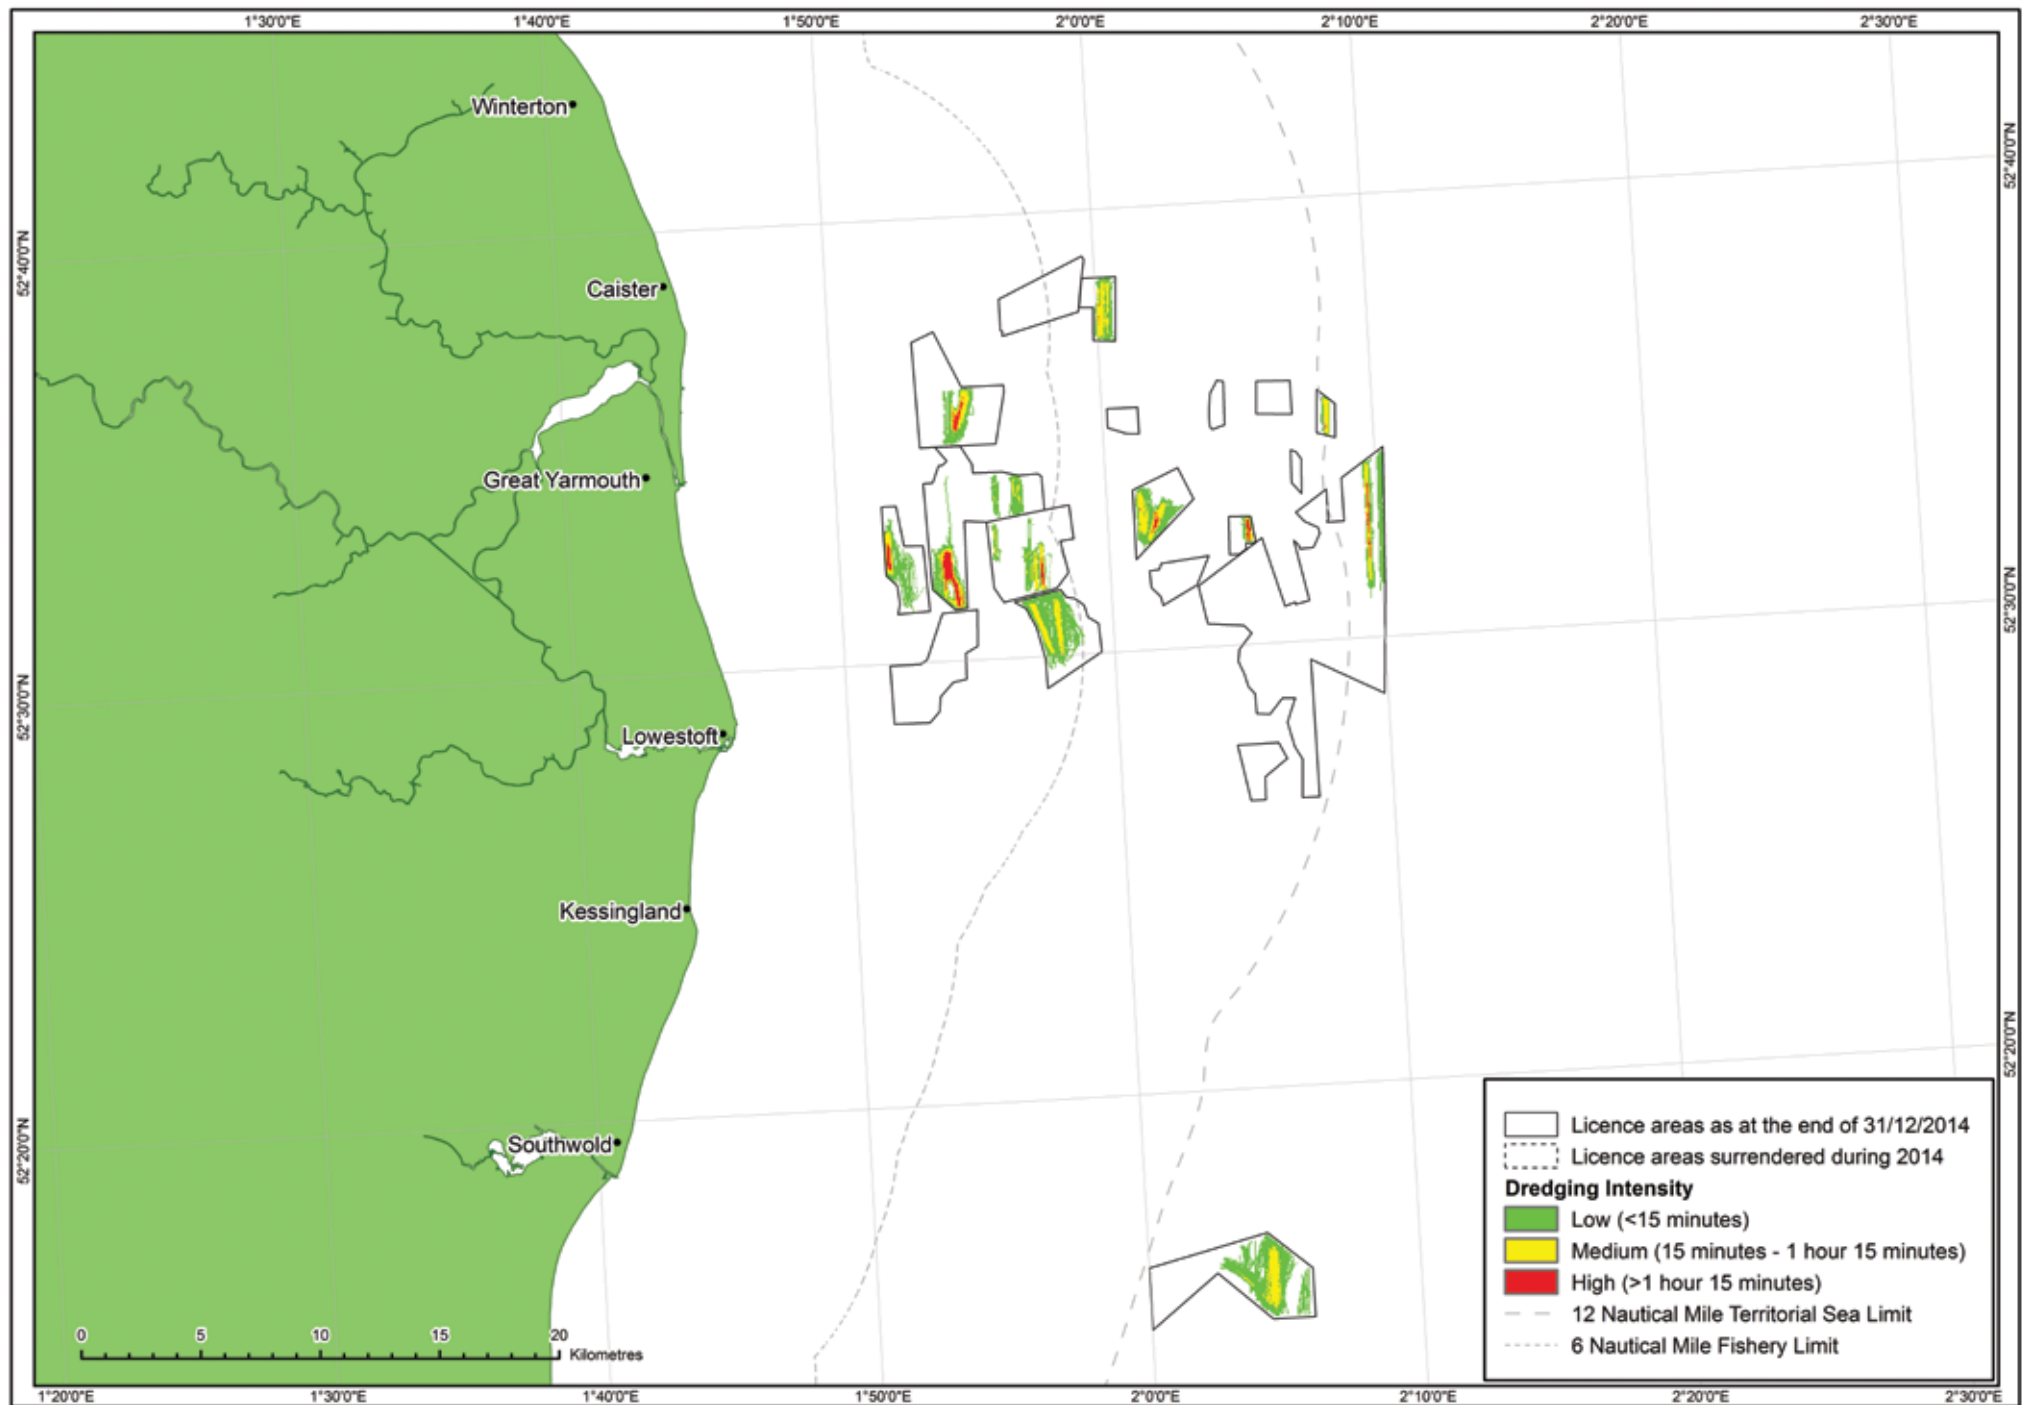 1°30'0"E 1°40'0"E 1°50'0"E 2°0'0"E 2°10'0"E 2°20'0"E 2°30'0"E
Winterton
52°40'0"N
52°40'0"N
Caister
Great Yarmouth
52°30'0"N
52°30'0"N
Lowestoft
Kessingland
52°20'0"N
52°20'0"N
Southwold
Licence areas as at the end of 31/12/2014
Licence areas surrendered during 2014
Dredging Intensity
Low (<15 minutes)
Medium (15 minutes - 1 hour 15 minutes)
High (>1 hour 15 minutes)
12 Nautical Mile Territorial Sea Limit
6 Nautical Mile Fishery Limit
0 5 10 15 20
Kilometres
1°20'0"E 1°30'0"E 1°40'0"E 1°50'0"E 2°0'0"E 2°10'0"E 2°20'0"E 2°30'0"E